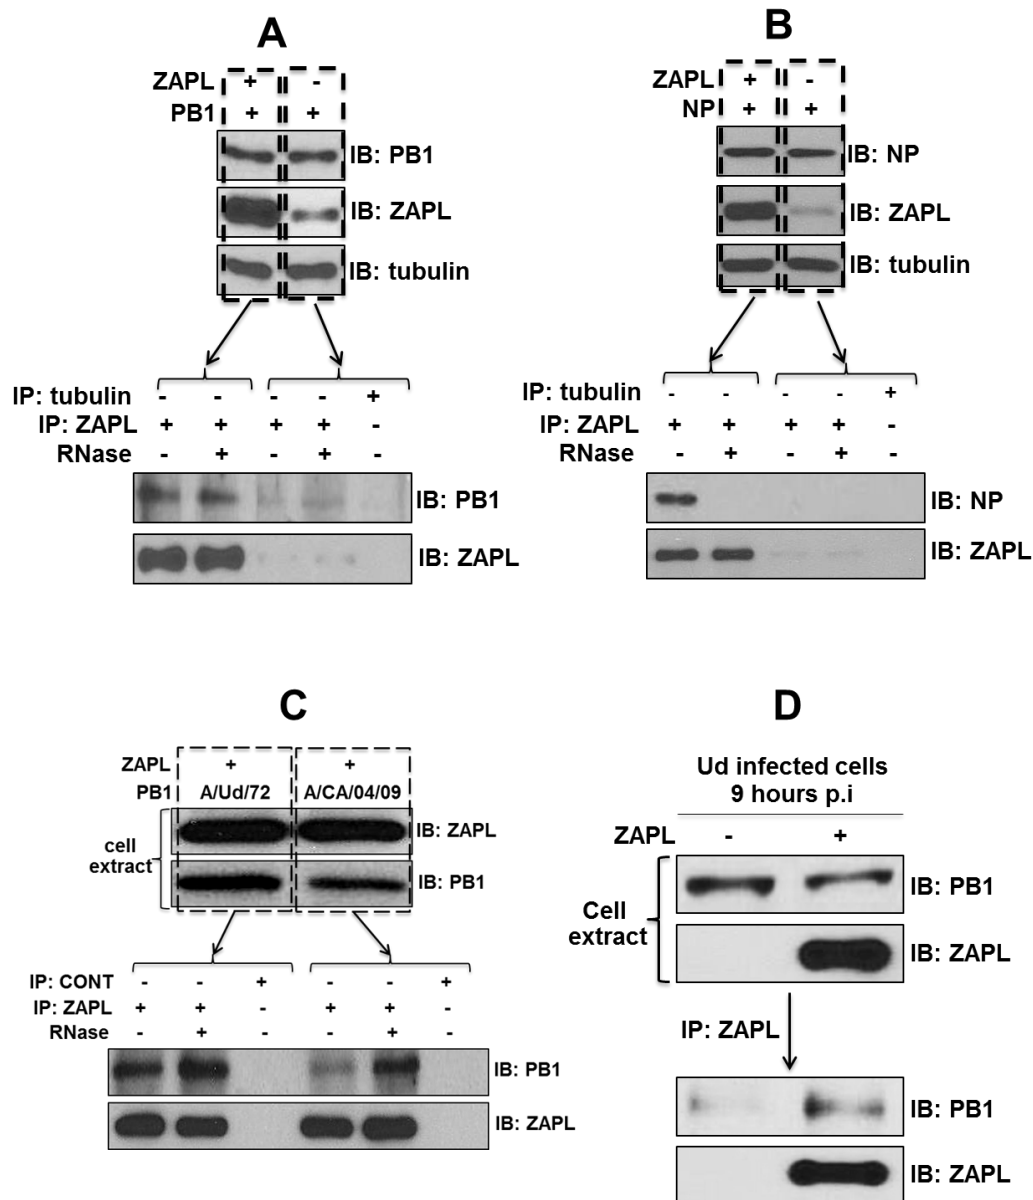 A
ZAPL + -
PB1 + +
IB: PB1
IB: ZAPL
IB: tubulin
IP: tubulin - - - - +
IP: ZAPL + + + + -
RNase - + - + -
IB: PB1
IB: ZAPL
B
ZAPL + -
NP + +
IB: NP
IB: ZAPL
IB: tubulin
IP: tubulin - - - - +
IP: ZAPL + + + + -
RNase - + - + -
IB: NP
IB: ZAPL
C
ZAPL + +
PB1 A/Ud/72 A/CA/04/09
cell
extract
IB: ZAPL
IB: PB1
IP: CONT - - + - - +
IP: ZAPL + + - + + -
RNase - + - - + -
IB: PB1
IB: ZAPL
D
Ud infected cells
9 hours p.i
ZAPL - +
Cell
extract
IB: PB1
IB: ZAPL
IP: ZAPL
IB: PB1
IB: ZAPL